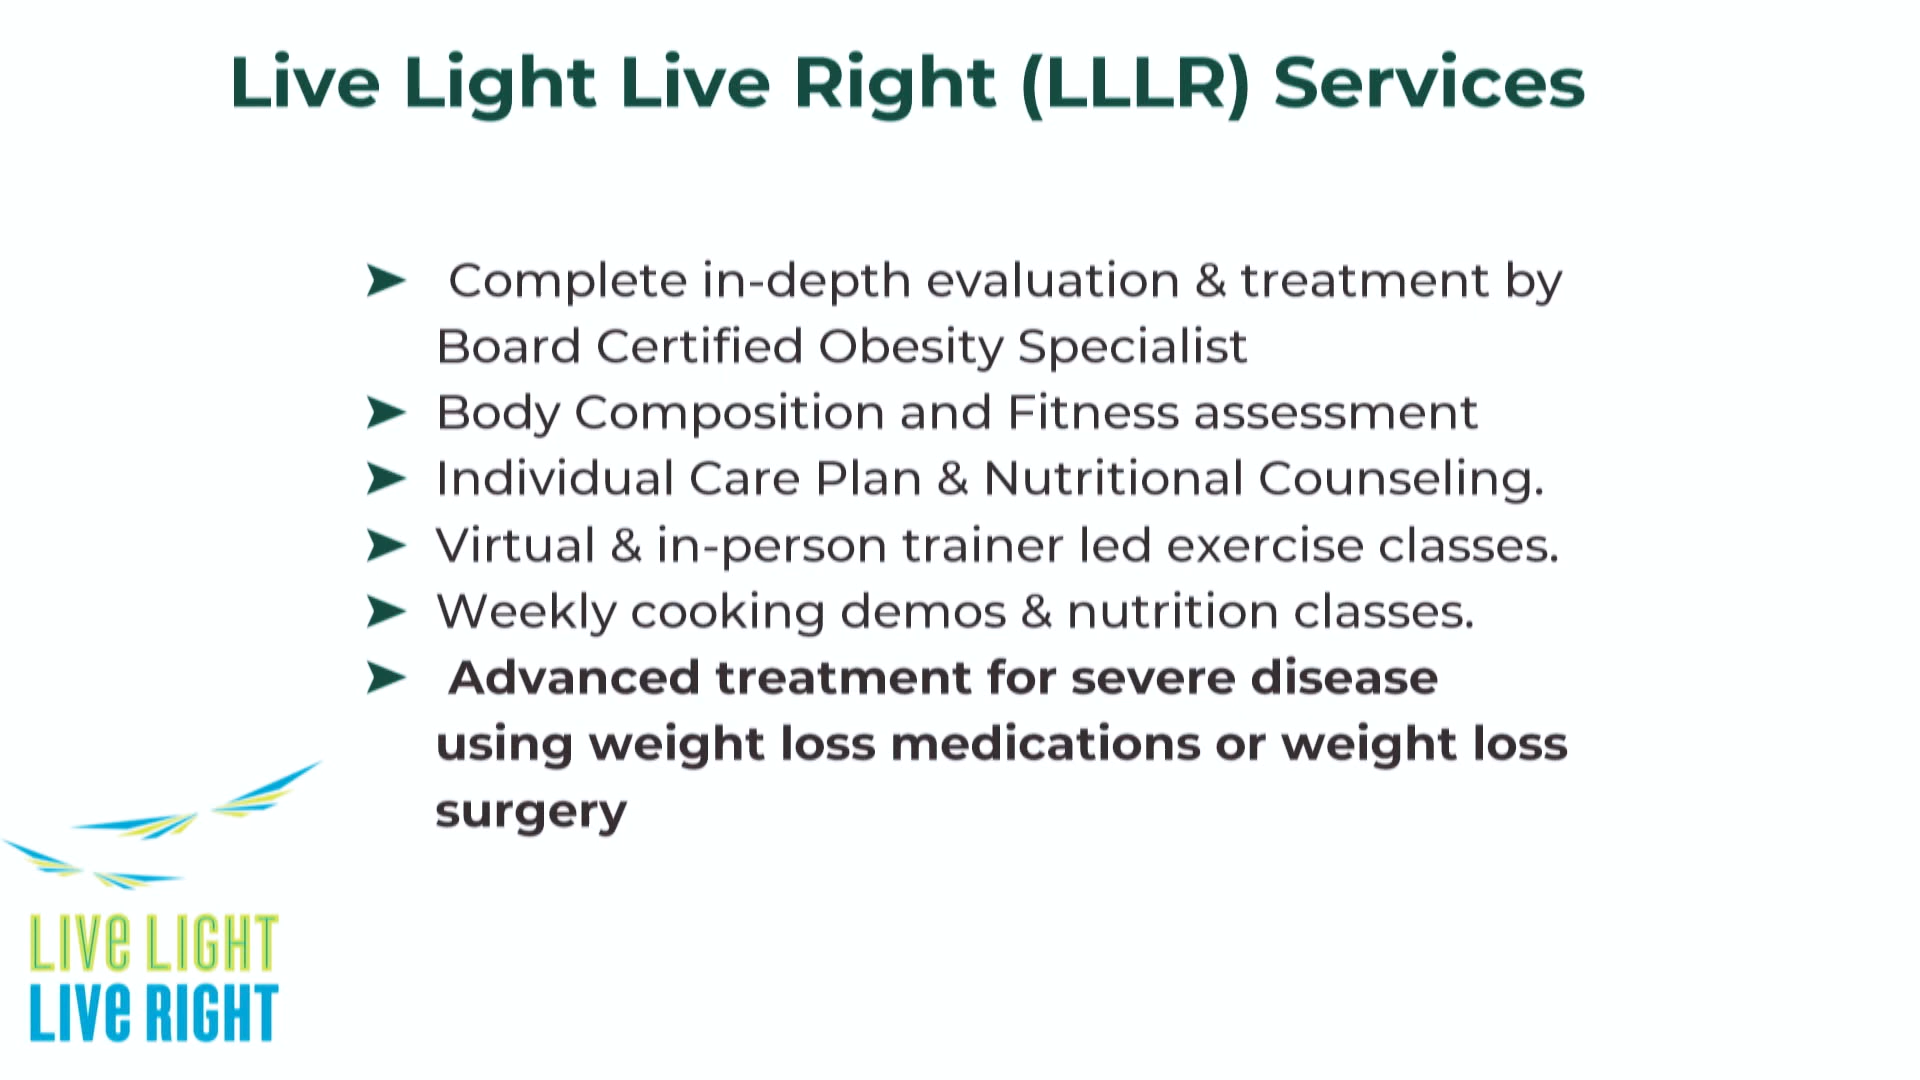 Live Light Live Right (LLLR) Services
➤ Complete in-depth evaluation & treatment by
Board Certified Obesity Specialist
➤ Body Composition and Fitness assessment
➤ Individual Care Plan & Nutritional Counseling.
➤ Virtual & in-person trainer led exercise classes.
➤ Weekly cooking demos & nutrition classes.
➤ Advanced treatment for severe disease
using weight loss medications or weight loss
surgery
LIVE LIGHT
LIVE RIGHT